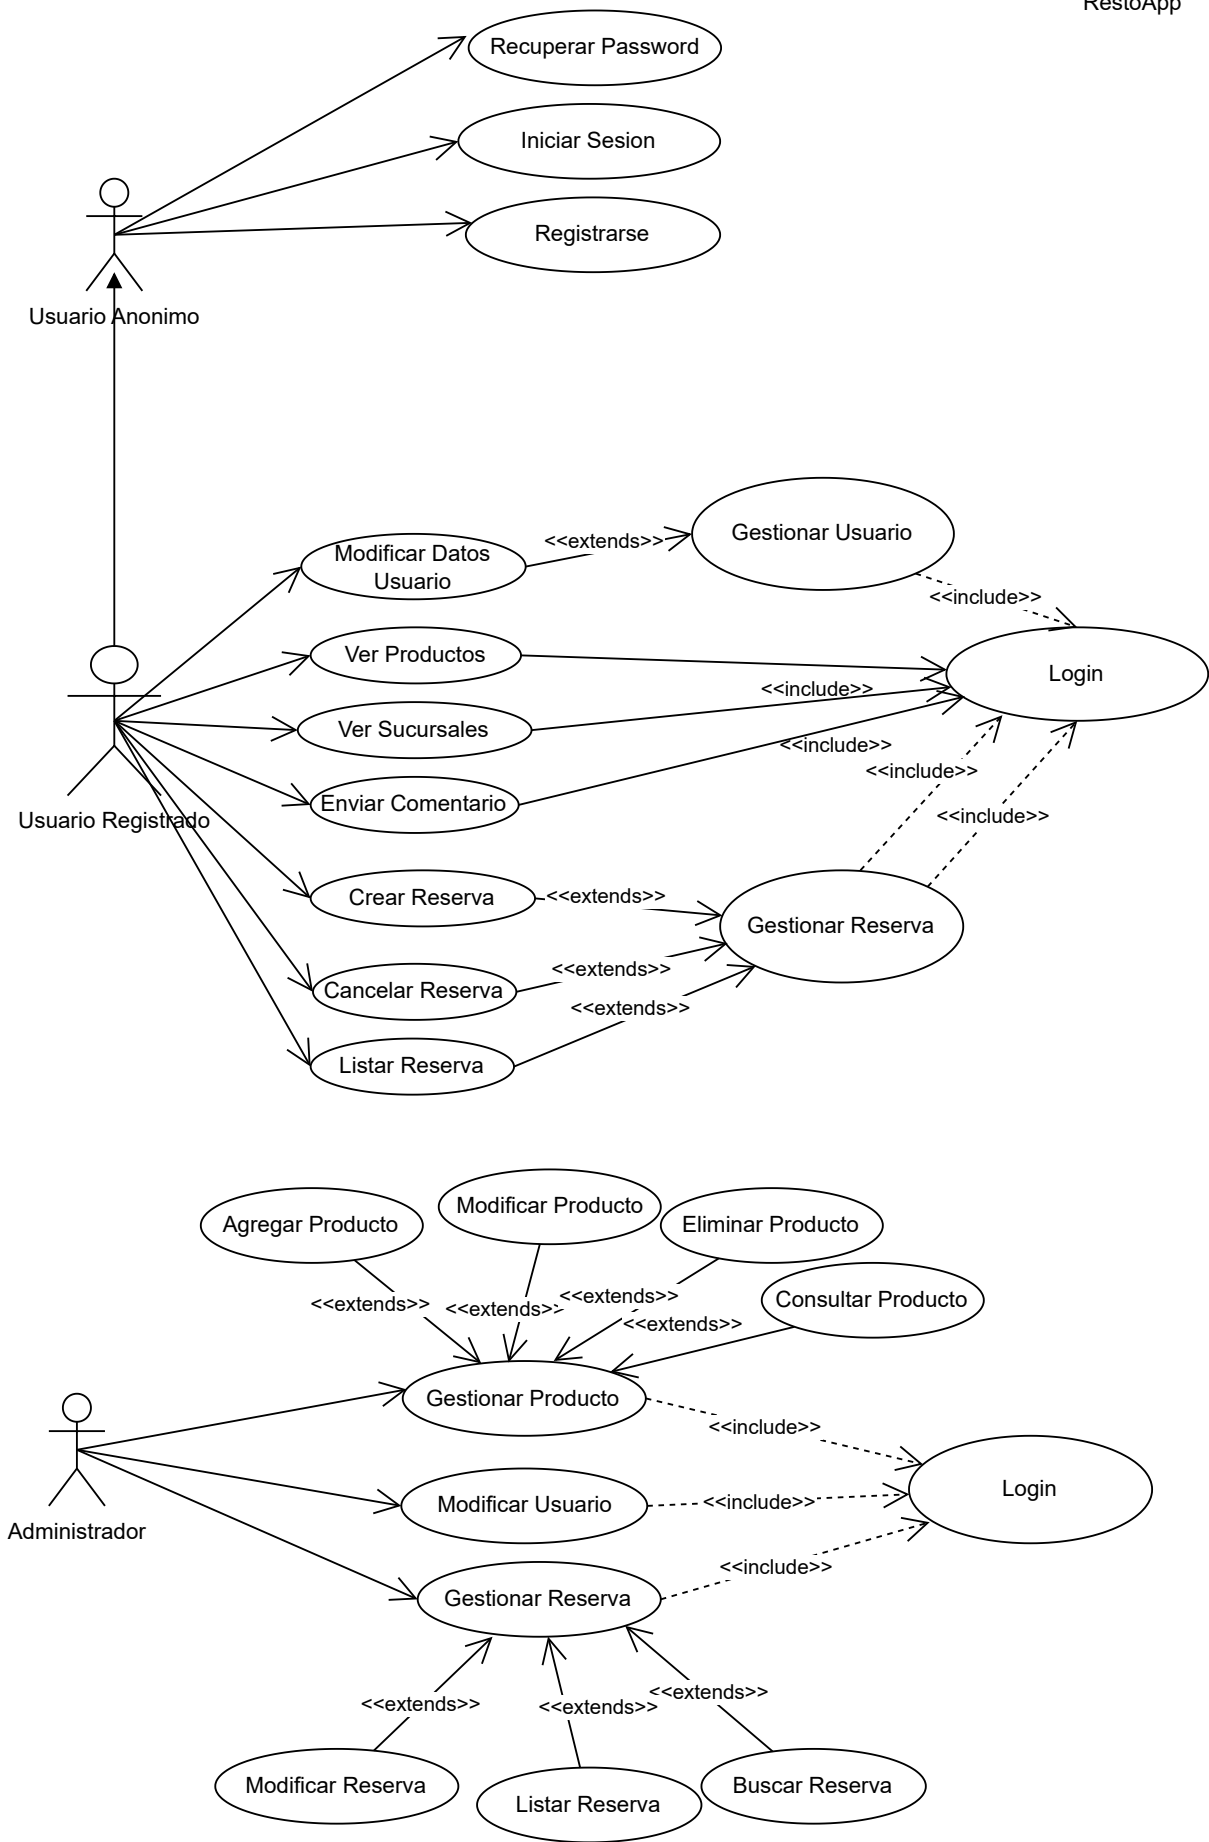 RestoApp
Recuperar Password
Iniciar Sesion
Registrarse
Usuario Anonimo
Gestionar Usuario
<<extends>>
Modificar Datos
Usuario
<<include>>
Ver Productos
Login
<<include>>
Ver Sucursales
<<include>>
<<include>>
Enviar Comentario
<<include>>
Usuario Registrado
Crear Reserva
<<extends>>
Gestionar Reserva
<<extends>>
Cancelar Reserva
<<extends>>
Listar Reserva
Modificar Producto
Agregar Producto
Eliminar Producto
<<extends>>
<<extends>>
<<extends>>
Consultar Producto
<<extends>>
Gestionar Producto
<<include>>
Login
Modificar Usuario
<<include>>
Administrador
<<include>>
Gestionar Reserva
<<extends>>
<<extends>>
<<extends>>
Modificar Reserva
Listar Reserva
Buscar Reserva